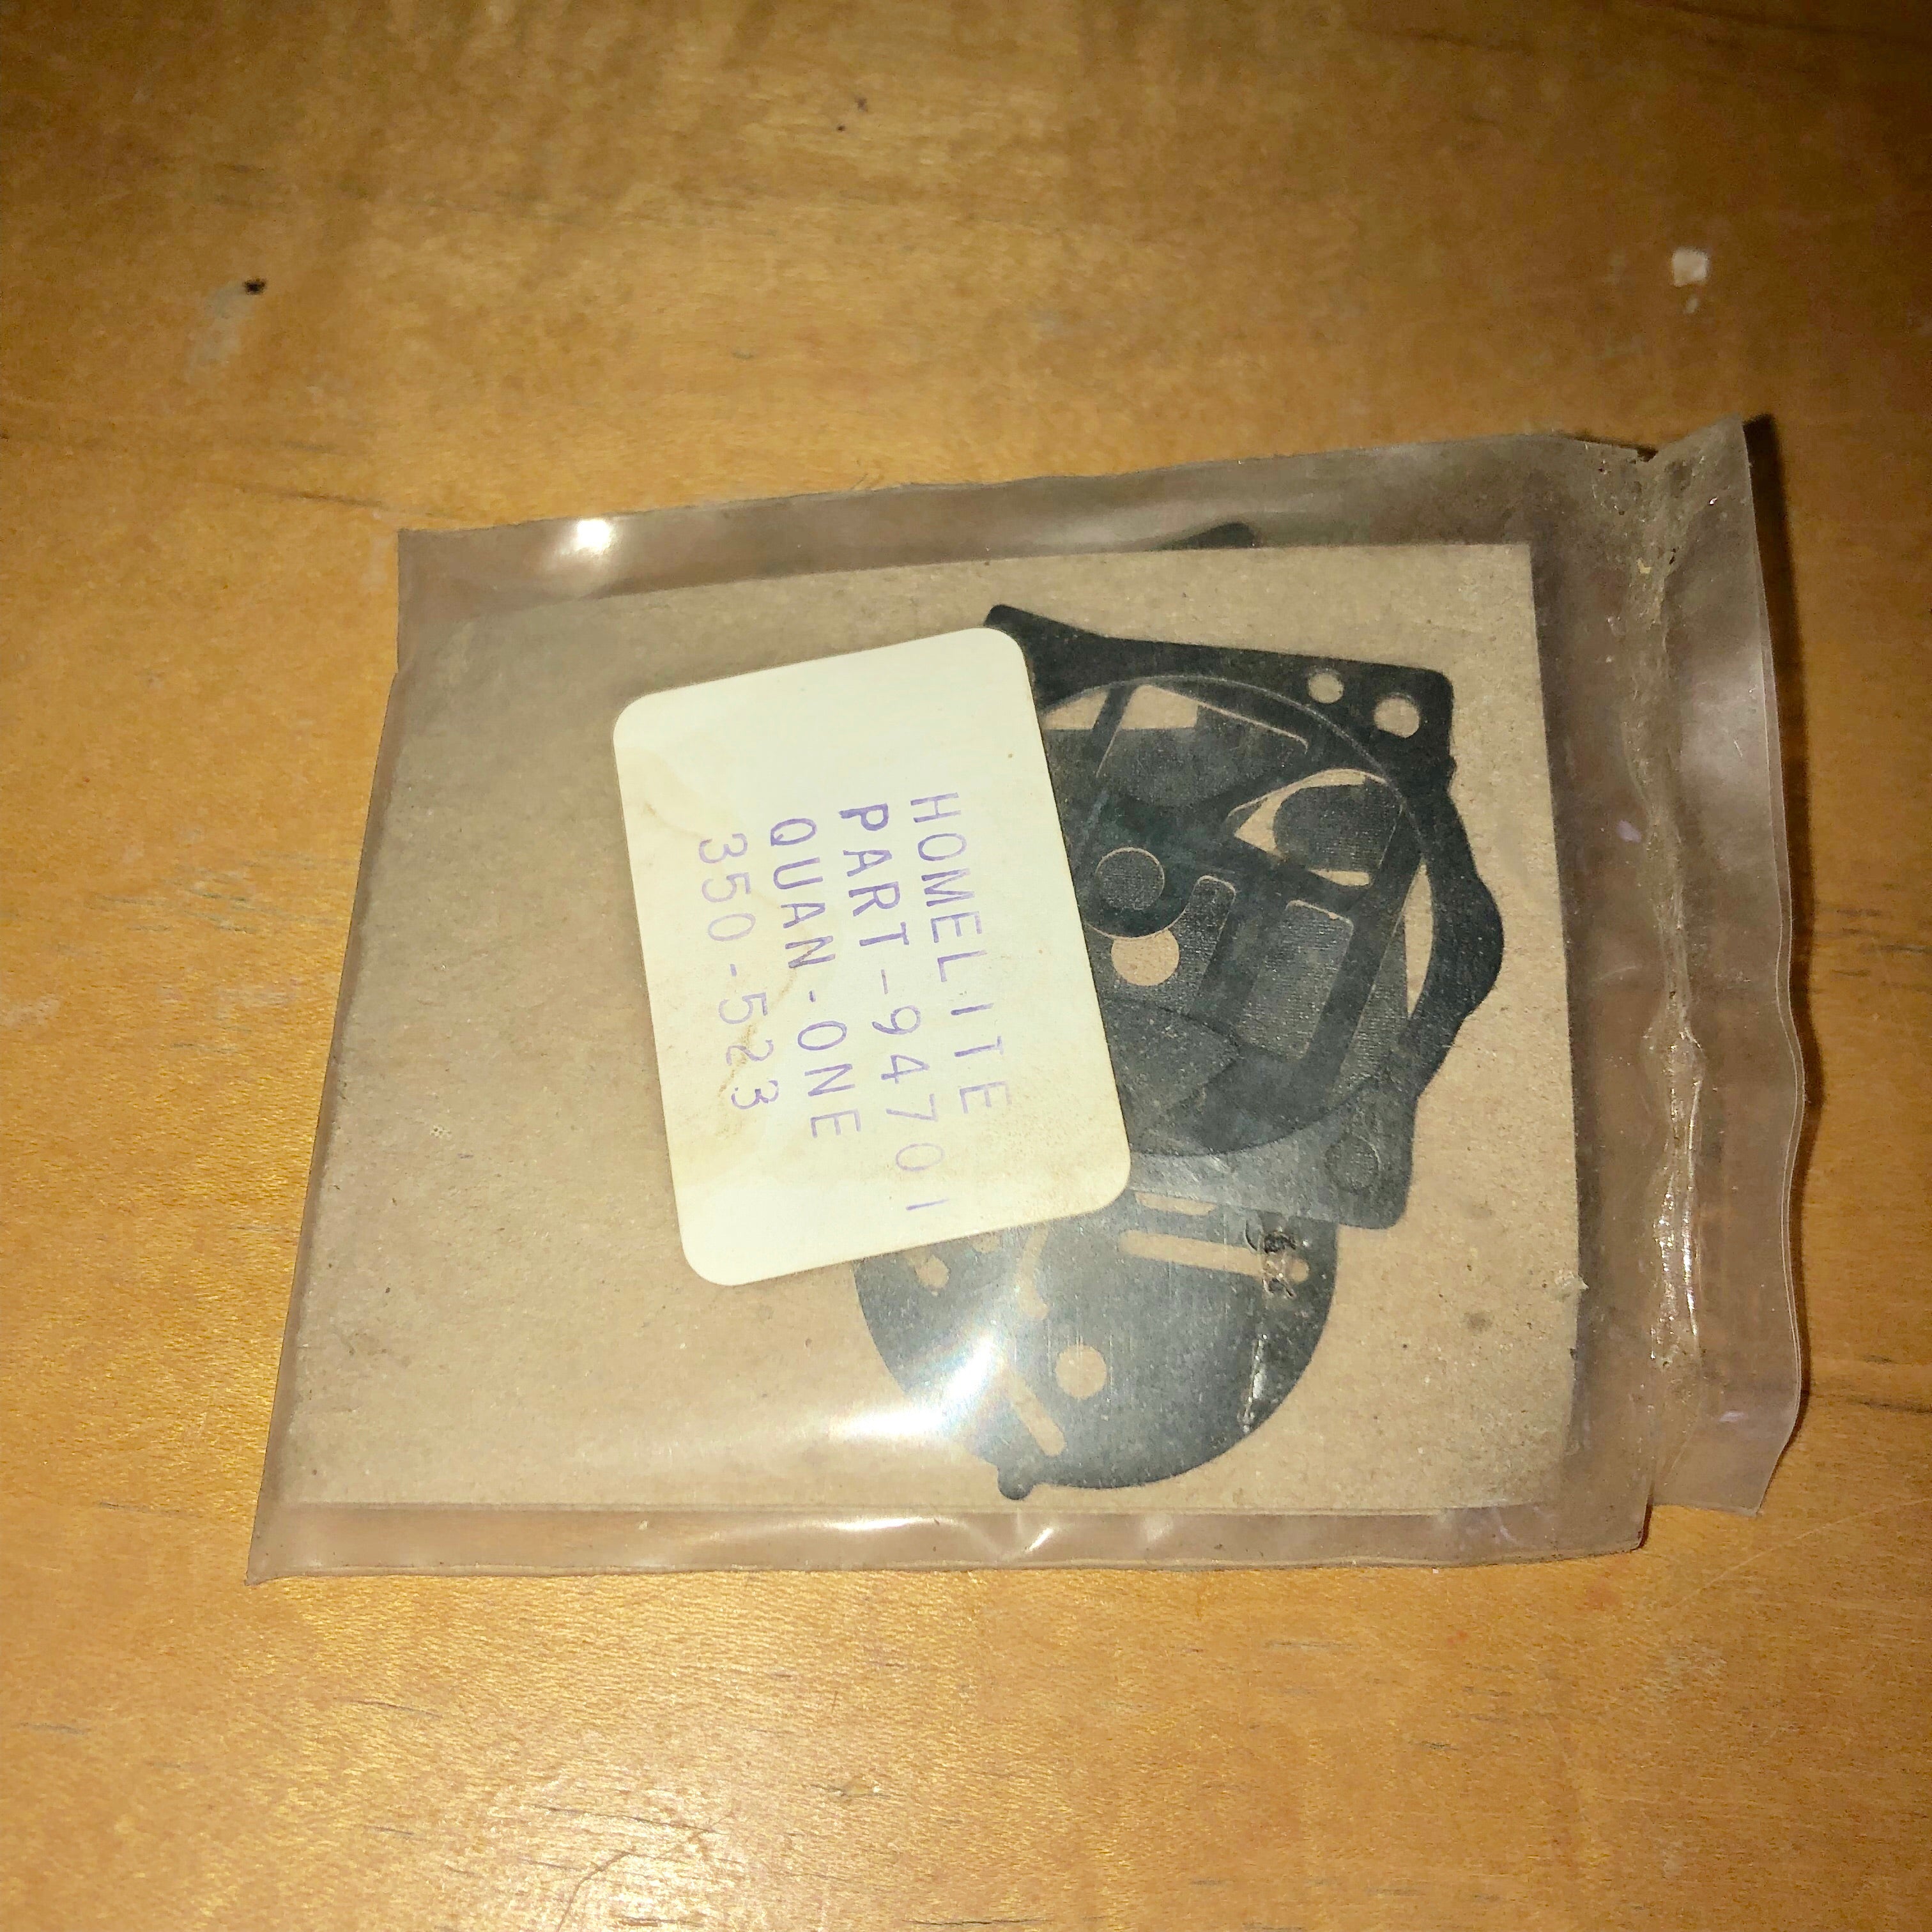 HOMELITE
PART-94701
QUAN-ONE
350-523